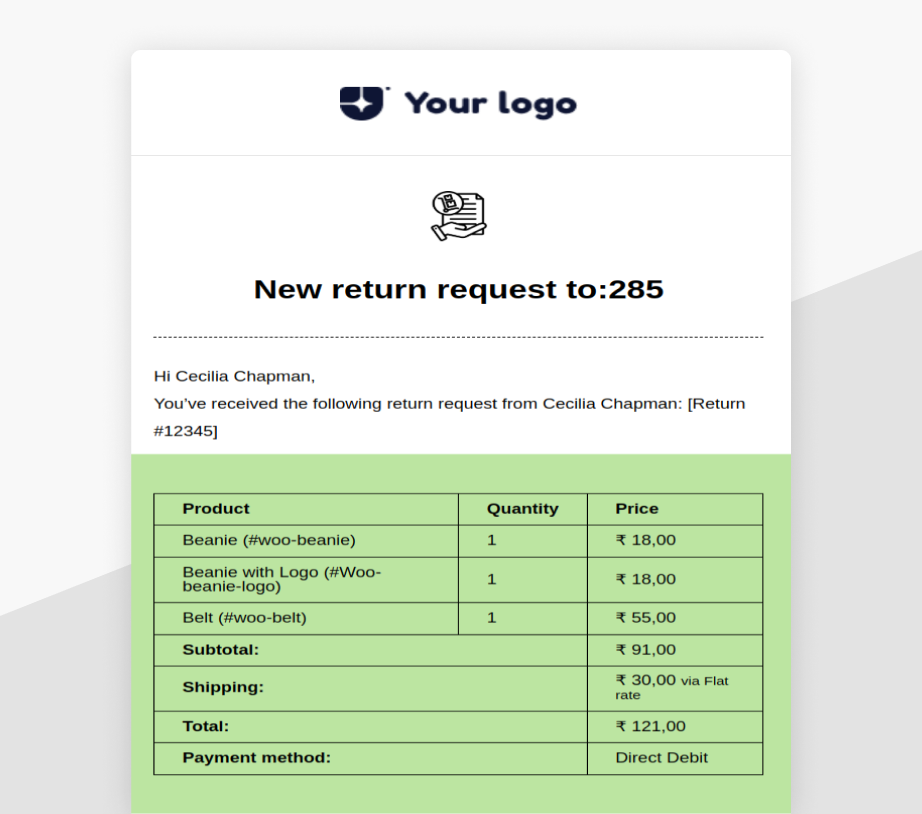 Your logo
New return request to:285
Hi Cecilia Chapman,
You’ve received the following return request from Cecilia Chapman: [Return
#12345]
Product Quantity Price
Beanie (#woo-beanie) 1 ₹ 18,00
Beanie with Logo (#Woo-
beanie-logo) 1 ₹ 18,00
Belt (#woo-belt) 1 ₹ 55,00
Subtotal: ₹ 91,00
Shipping: ₹ 30,00 via Flat
rate
Total: ₹ 121,00
Payment method: Direct Debit